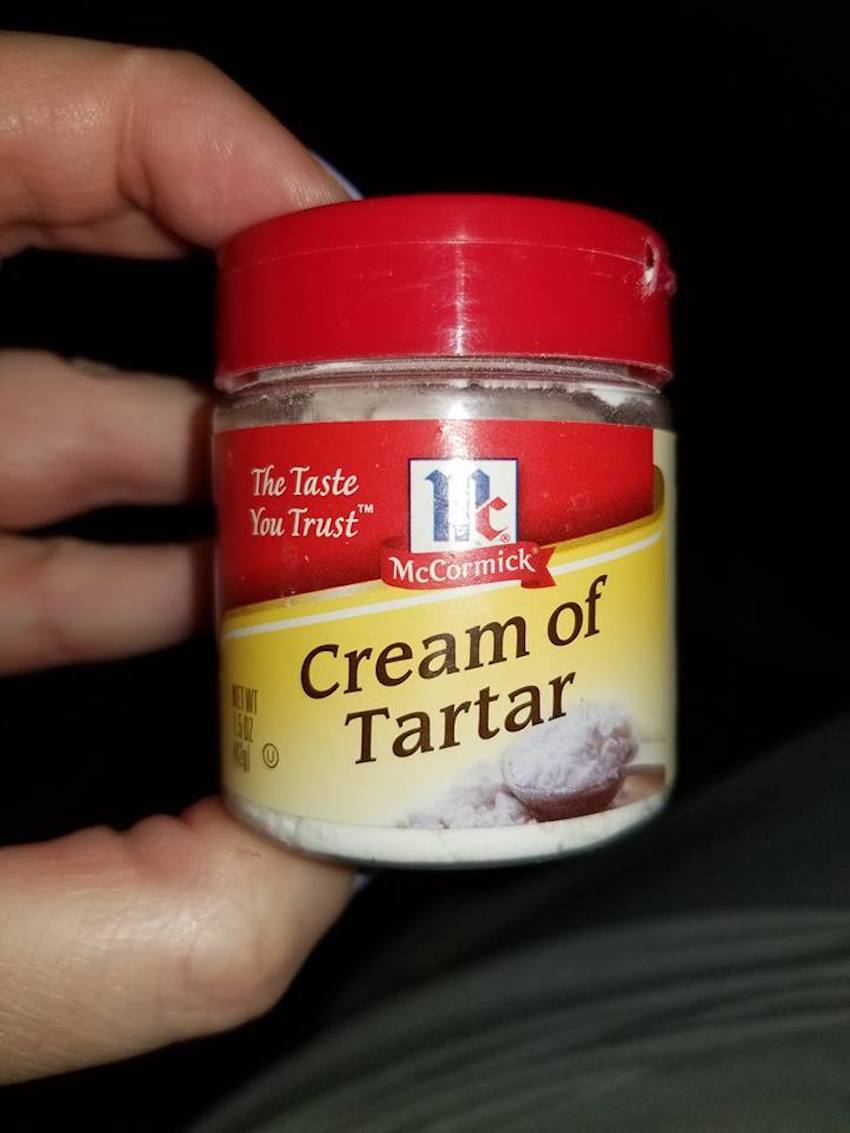 The Taste
You Trust™
Mc®
McCormick
Cream of
Tartar
NET WT
1.5 OZ
(42g) U